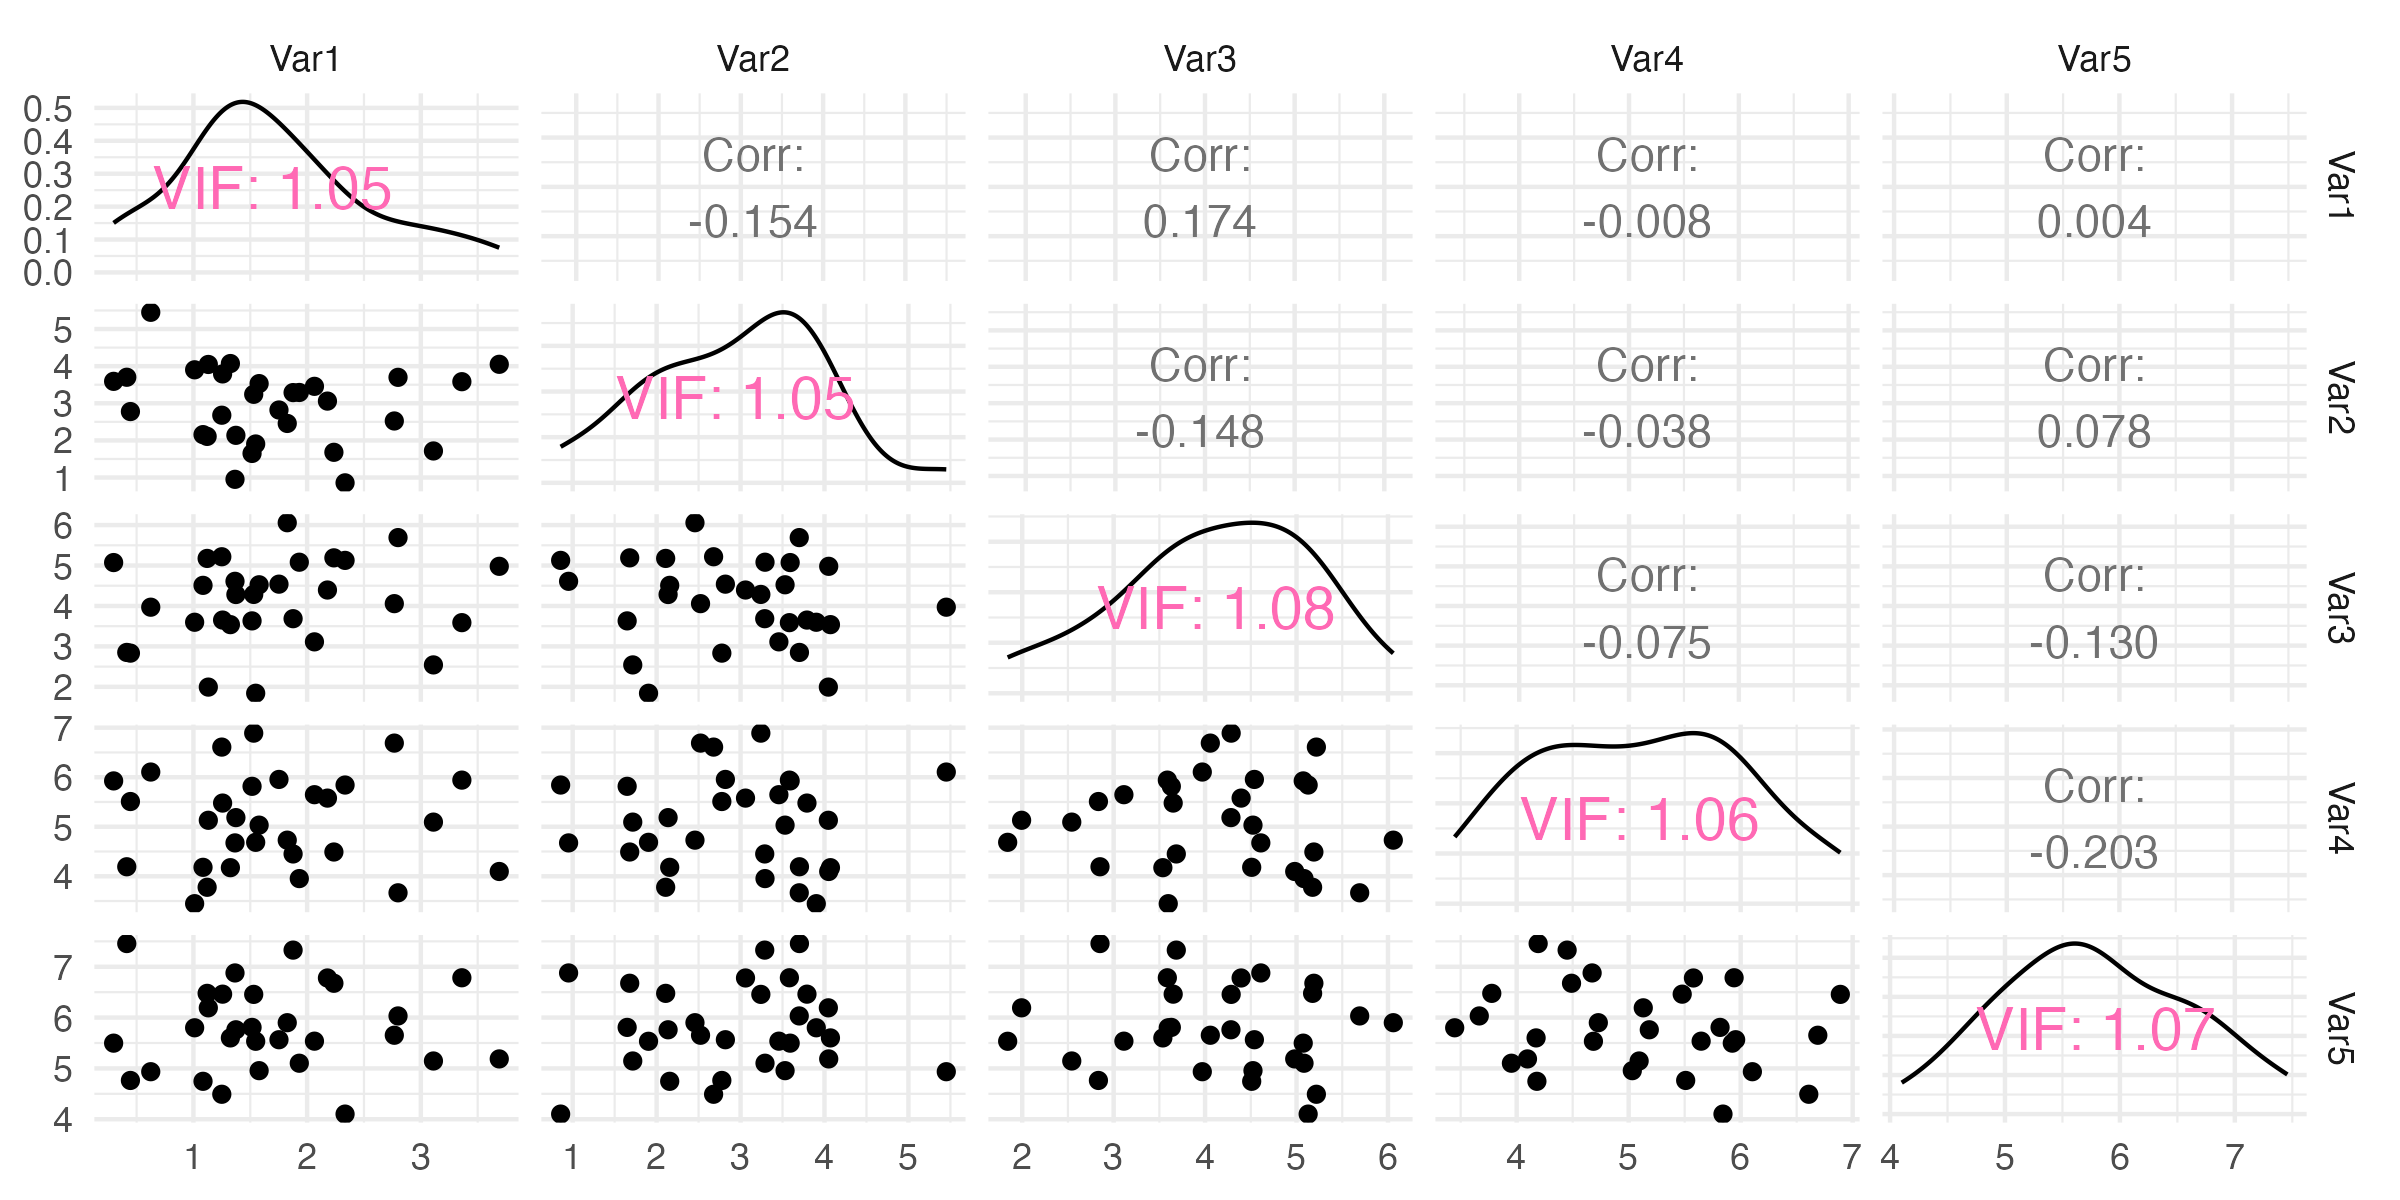 Var1 Var2 Var3 Var4 Var5
0.5
0.4
0.3
0.2
0.1
0.0
VIF: 1.05
Corr:
-0.154
Corr:
0.174
Corr:
-0.008
Corr:
0.004
Var1
5
4
3
2
1
VIF: 1.05
Corr:
-0.148
Corr:
-0.038
Corr:
0.078
Var2
6
5
4
3
2
VIF: 1.08
Corr:
-0.075
Corr:
-0.130
Var3
7
6
5
4
VIF: 1.06
Corr:
-0.203
Var4
7
6
5
4
VIF: 1.07
Var5
1 2 3 1 2 3 4 5 2 3 4 5 6 4 5 6 7 4 5 6 7